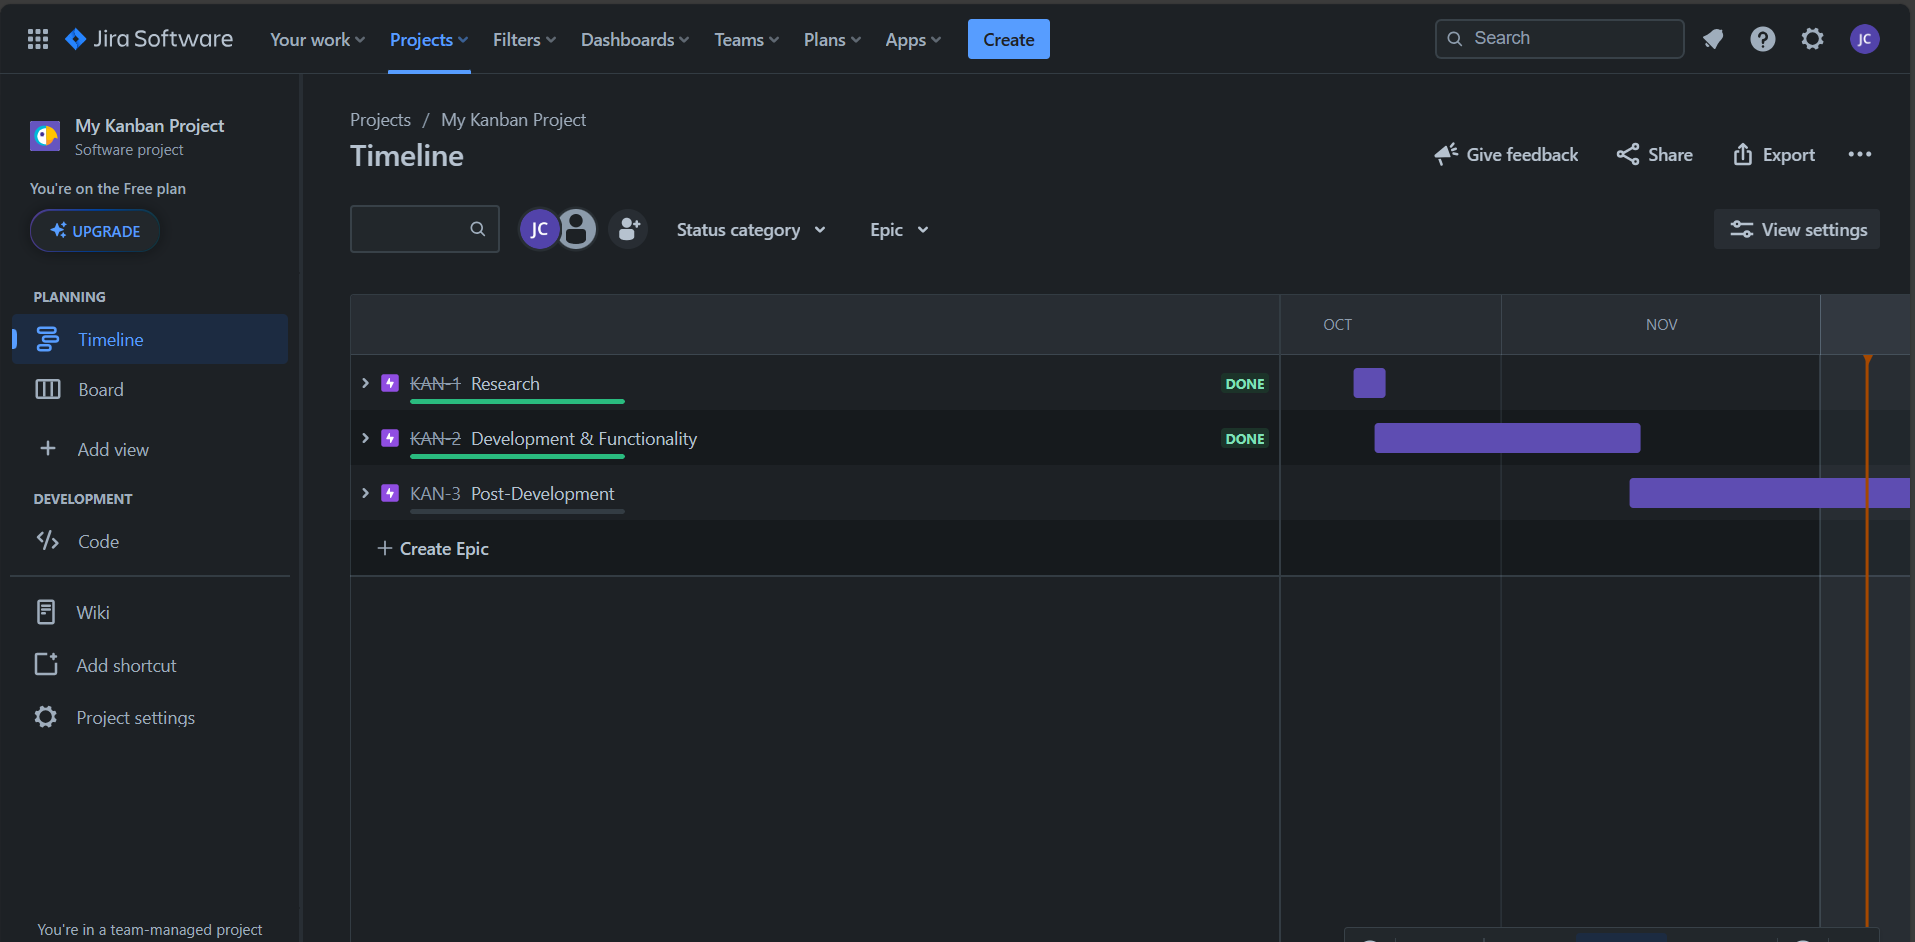 Jira Software Your work Projects Filters Dashboards Teams Plans Apps Create Search JC
My Kanban Project
Software project
You're on the Free plan
UPGRADE
PLANNING
Timeline
Board
Add view
DEVELOPMENT
Code
Wiki
Add shortcut
Project settings
You're in a team-managed project
Projects / My Kanban Project
Timeline
Give feedback Share Export
JC Status category Epic View settings
OCT NOV
KAN-1 Research DONE
KAN-2 Development & Functionality DONE
KAN-3 Post-Development
Create Epic